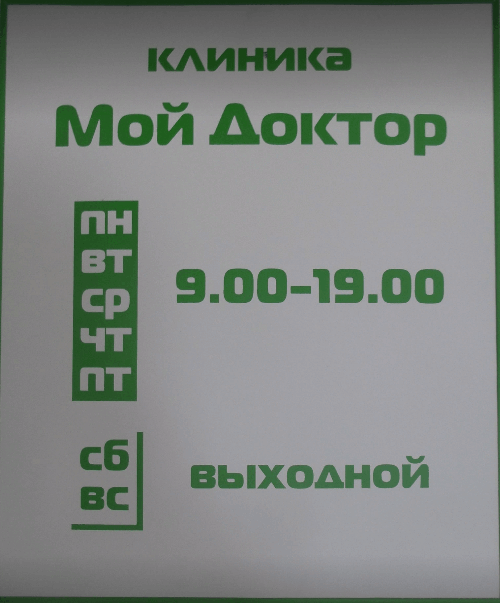 клиника
Мой Доктор
пн
вт
ср
чт
пт
9.00-19.00
сб
вс
выходной